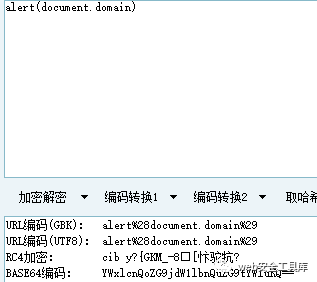 alert(document.domain)
加密解密 编码转换1 编码转换2 取哈希
URL编码(GBK): alert%28document.domain%29
URL编码(UTF8): alert%28document.domain%29
RC4加密: cib y?{GKM_-8□[忭驼炕?
BASE64编码:
web安全工具库